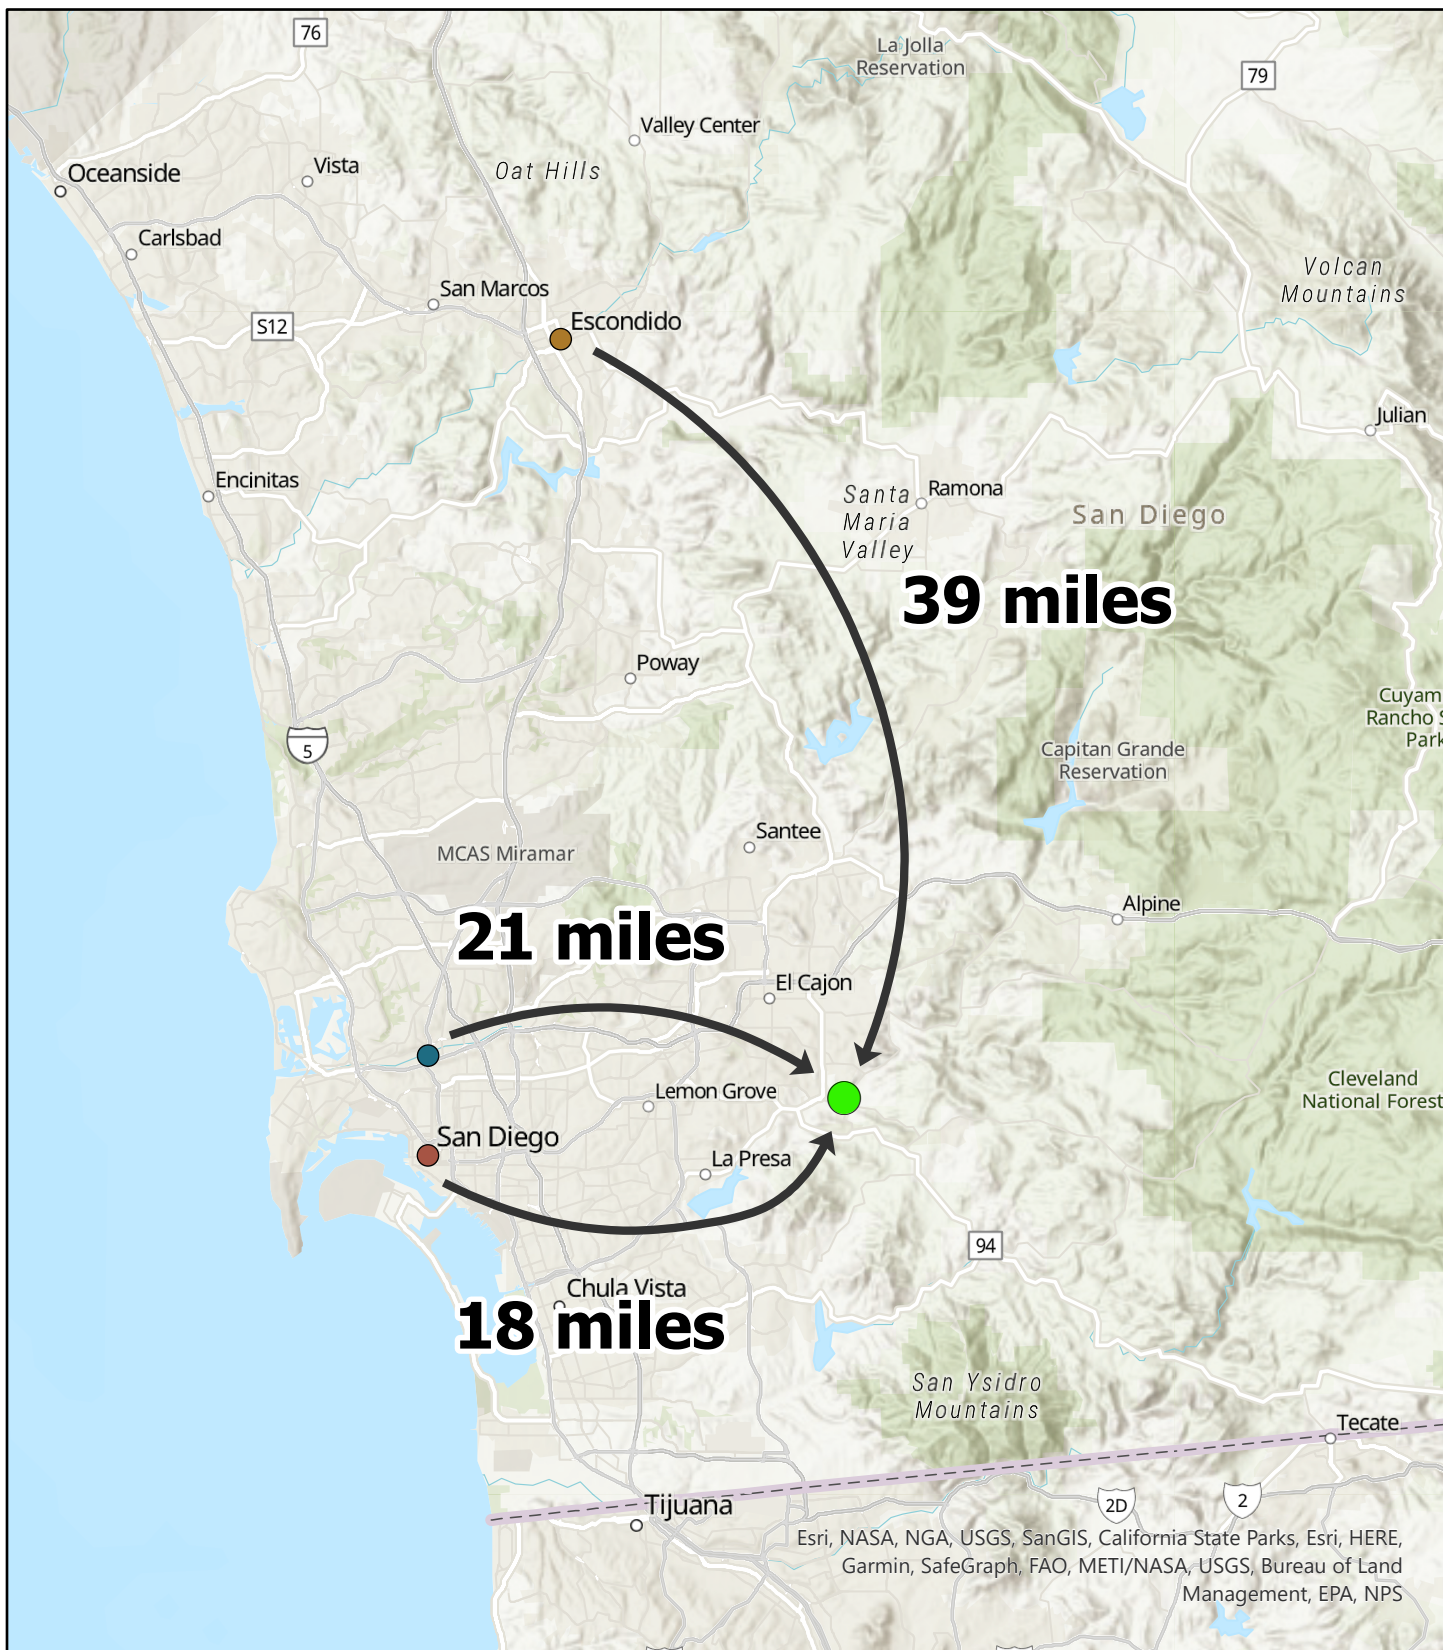 76
La Jolla
Reservation
79
Valley Center
Oat Hills
Vista
Oceanside
Carlsbad
Volcan
Mountains
San Marcos
S12
Escondido
Julian
Encinitas
Santa
Maria
Valley
Ramona
San Diego
39 miles
Poway
Cuyam
Rancho S
Park
5
Capitan Grande
Reservation
Santee
MCAS Miramar
Alpine
21 miles
El Cajon
Lemon Grove
Cleveland
National Forest
San Diego
La Presa
94
Chula Vista
18 miles
San Ysidro
Mountains
Tecate
Tijuana
2D
2
Esri, NASA, NGA, USGS, SanGIS, California State Parks, Esri, HERE,
Garmin, SafeGraph, FAO, METI/NASA, USGS, Bureau of Land
Management, EPA, NPS